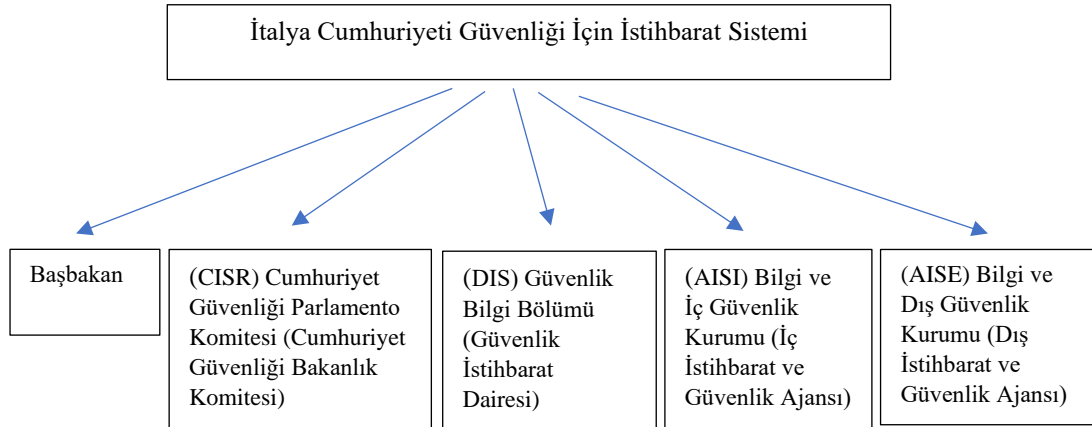 İtalya Cumhuriyeti Güvenliği İçin İstihbarat Sistemi
Başbakan
(CISR) Cumhuriyet
Güvenliği Parlamento
Komitesi (Cumhuriyet
Güvenliği Bakanlık
Komitesi)
(DIS) Güvenlik
Bilgi Bölümü
(Güvenlik
İstihbarat
Dairesi)
(AISI) Bilgi ve
İç Güvenlik
Kurumu (İç
İstihbarat ve
Güvenlik Ajansı)
(AISE) Bilgi ve
Dış Güvenlik
Kurumu (Dış
İstihbarat ve
Güvenlik Ajansı)